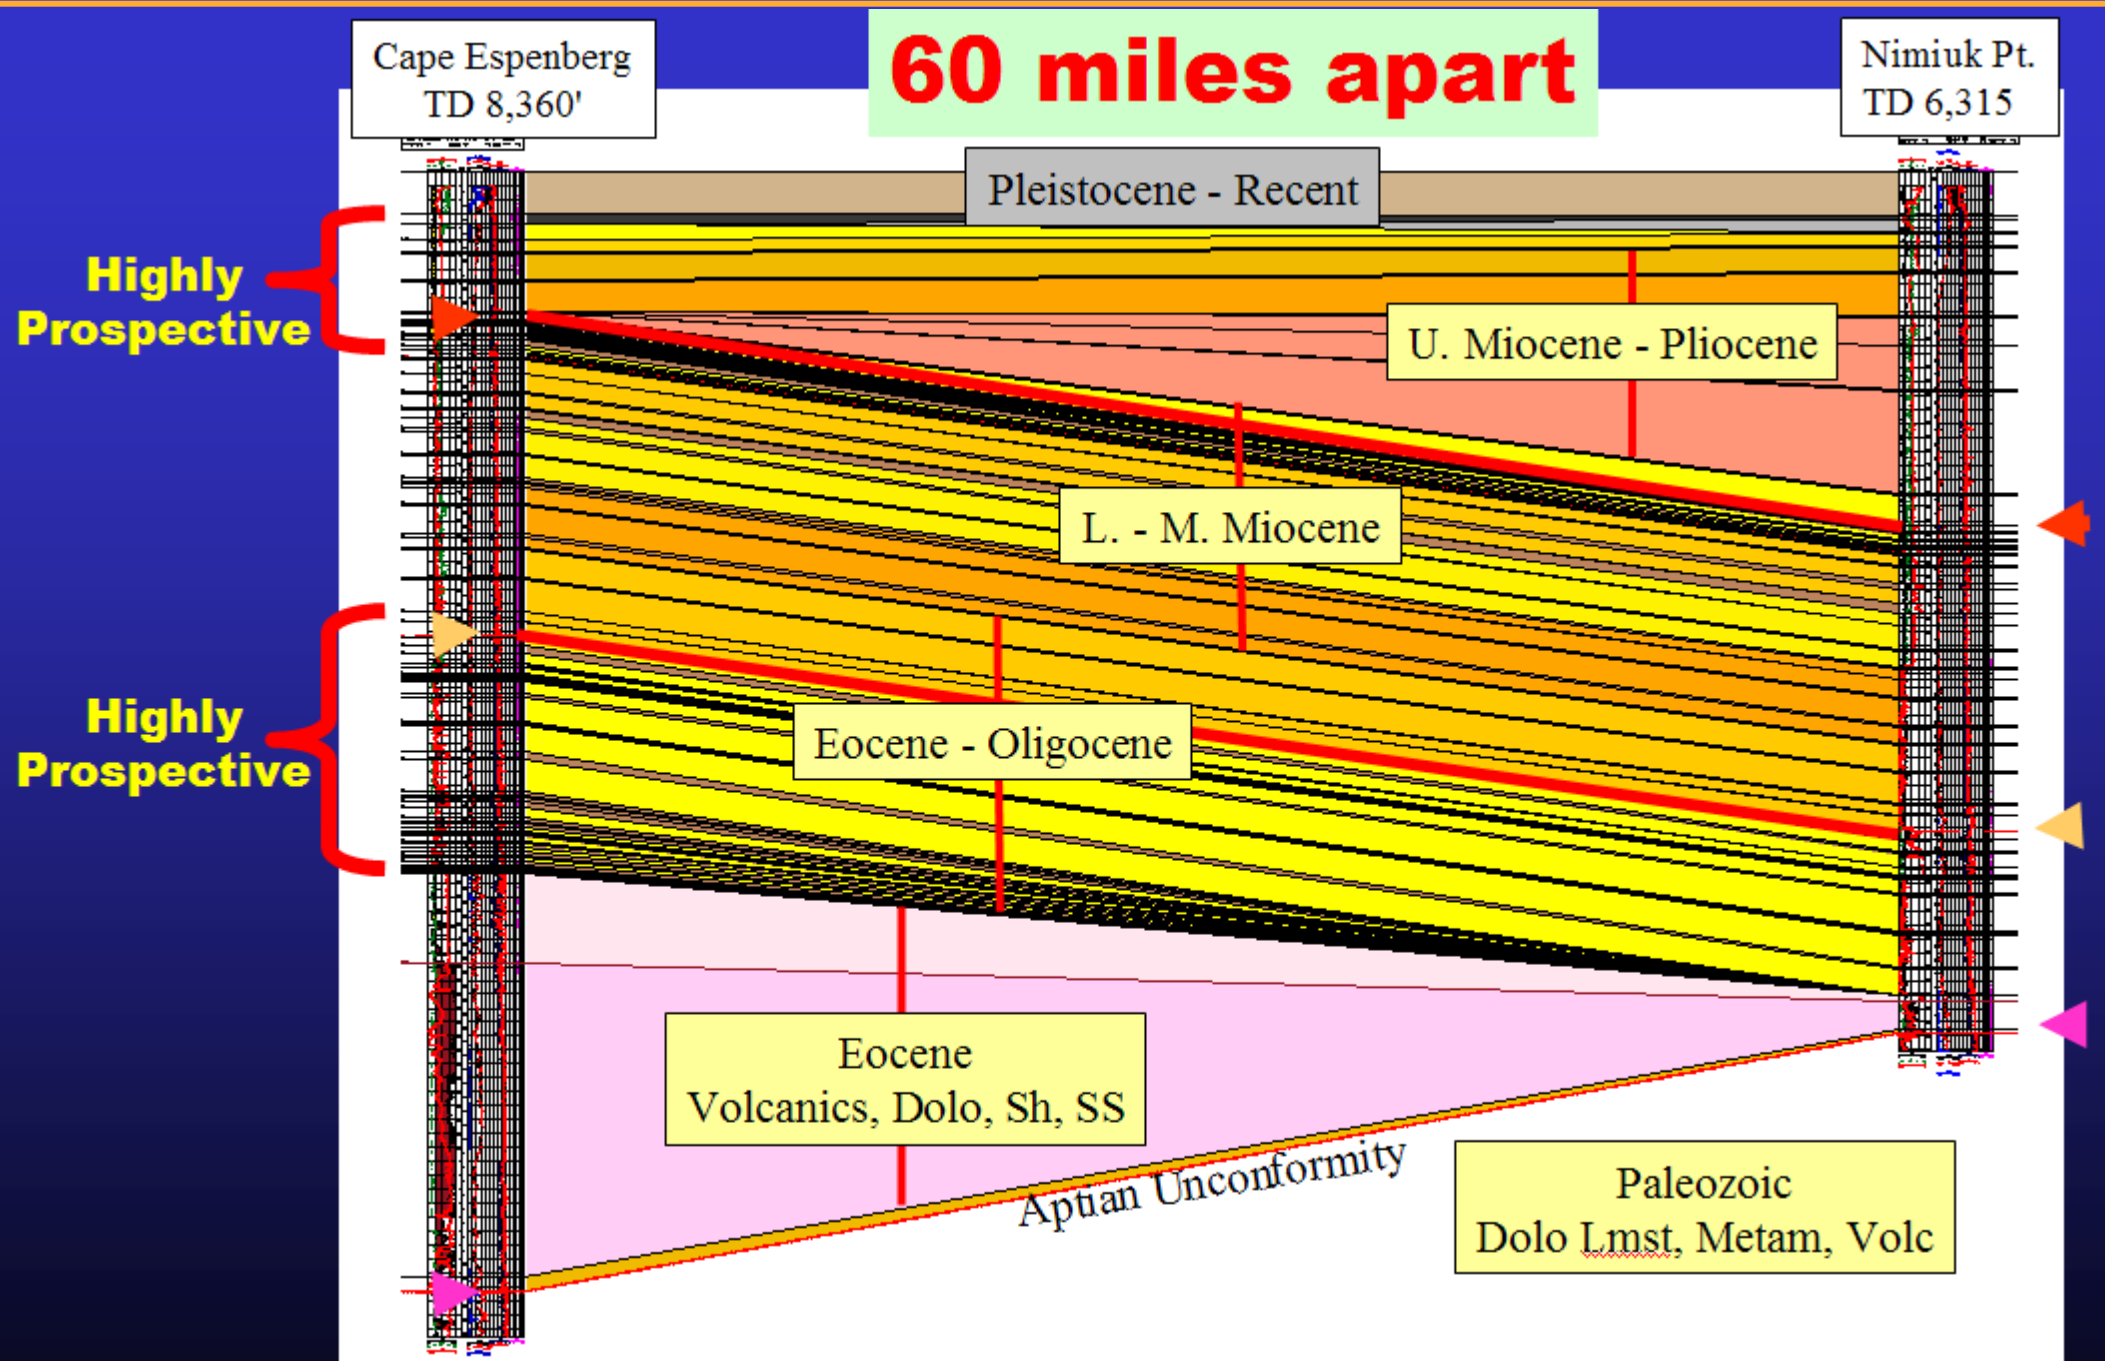 Cape Espenberg
TD 8,360'
60 miles apart
Nimiuk Pt.
TD 6,315
Pleistocene - Recent
Highly
Prospective
U. Miocene - Pliocene
L. - M. Miocene
Highly
Prospective
Eocene - Oligocene
Eocene
Volcanics, Dolo, Sh, SS
Aptian Unconformity
Paleozoic
Dolo Lmst, Metam, Volc